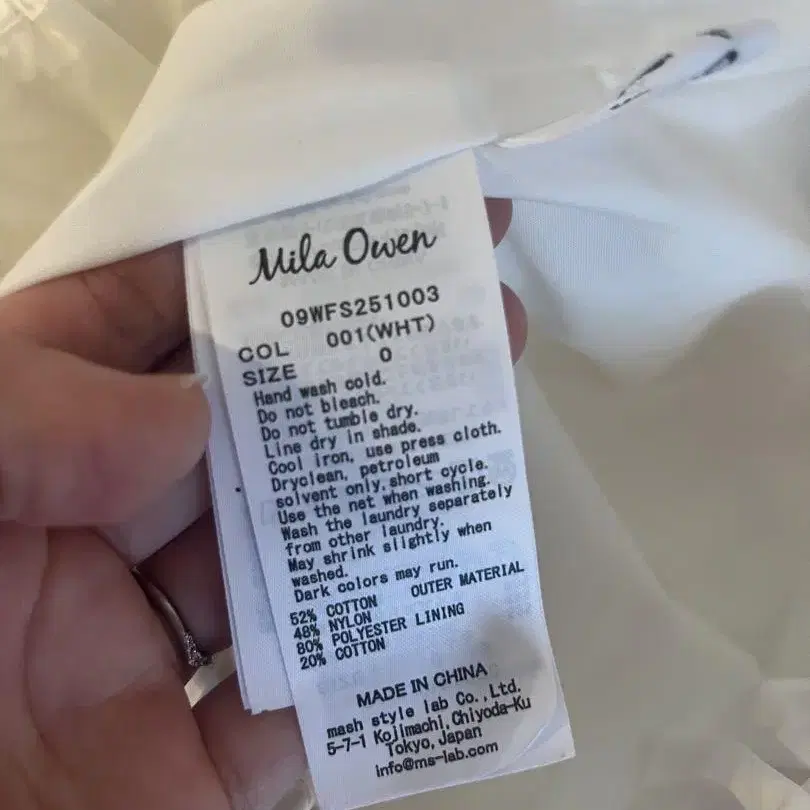 Mila Owen
09WFS251003
COL 001(WHT)
SIZE 0
Hand wash cold.
Do not bleach.
Do not tumble dry.
Line dry in shade.
Cool iron, use press cloth.
Dryclean, petroleum
solvent only,short cycle.
Use the net when washing.
Wash the laundry separately
from other laundry.
May shrink slightly when
washed.
Dark colors may run.
52% COTTON OUTER MATERIAL
48% NYLON
80% POLYESTER LINING
20% COTTON
MADE IN CHINA
mash style lab Co.,Ltd.
5-7-1 Kojimachi,Chiyoda-Ku
Tokyo,Japan
info@ms-lab.com